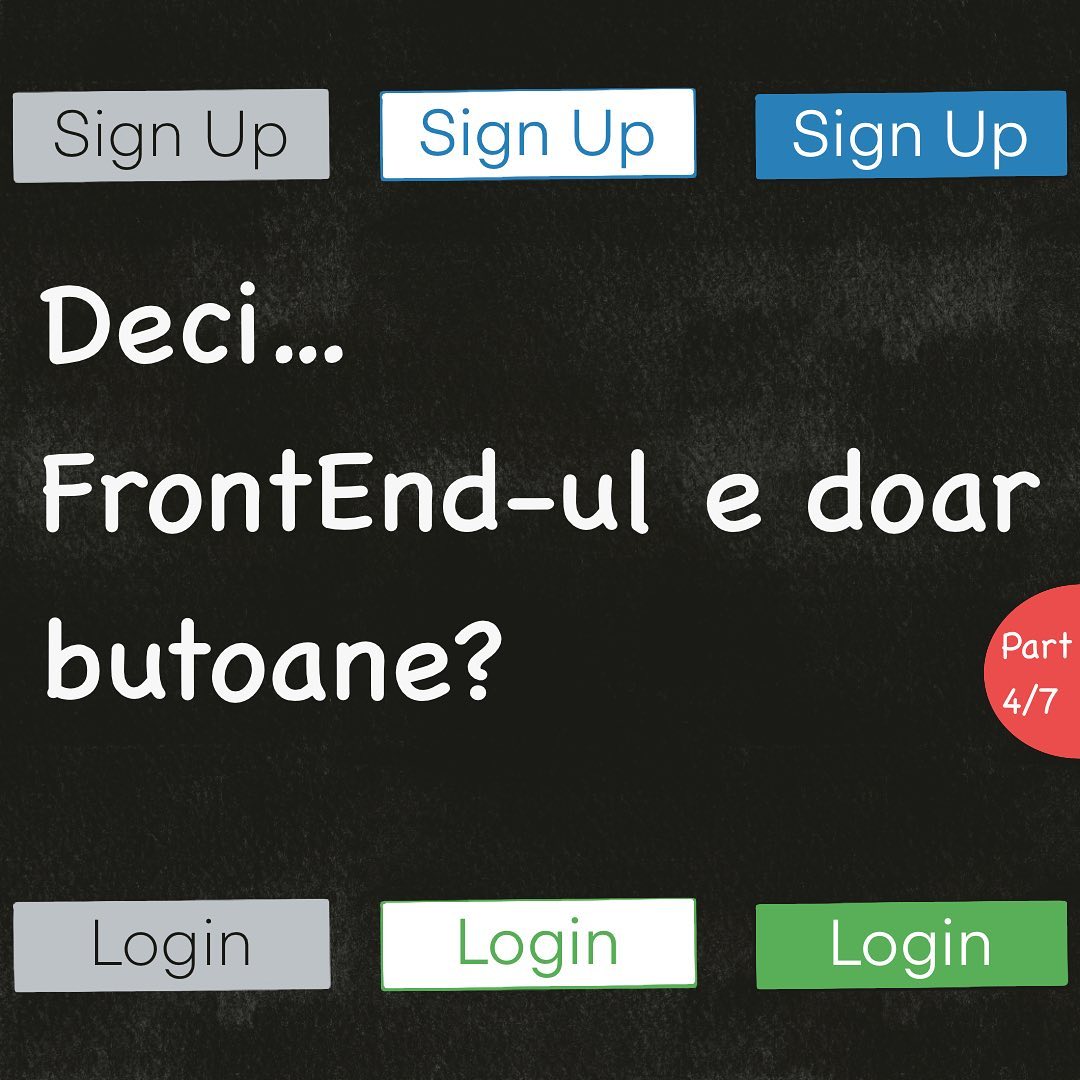 Sign Up Sign Up Sign Up
Deci...
FrontEnd-ul e doar
butoane?
Part
4/7
Login Login Login